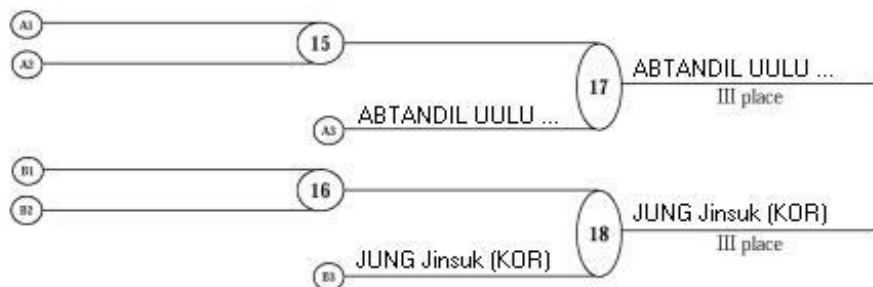 A1
15
A2
17
ABTANDIL UULU ...
III place
A3
ABTANDIL UULU ...
B1
16
B2
18
JUNG Jinsuk (KOR)
III place
B3
JUNG Jinsuk (KOR)